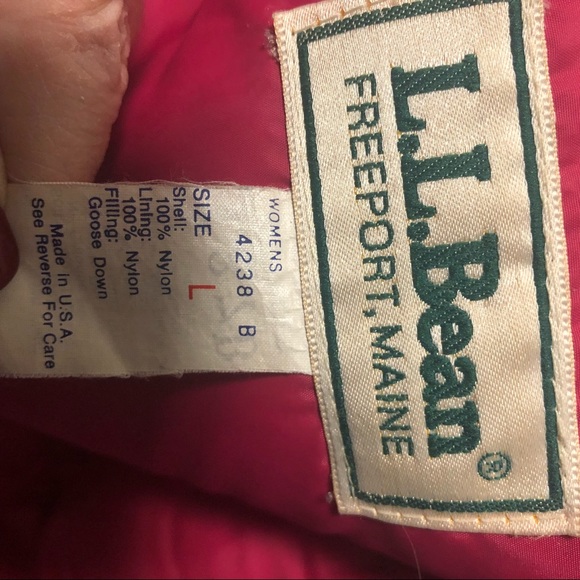 L.L.Bean®
FREEPORT, MAINE
WOMENS
4238 B
SIZE L
Shell: 100% Nylon
Lining: 100% Nylon
Filling: Goose Down
Made in U.S.A.
See Reverse For Care